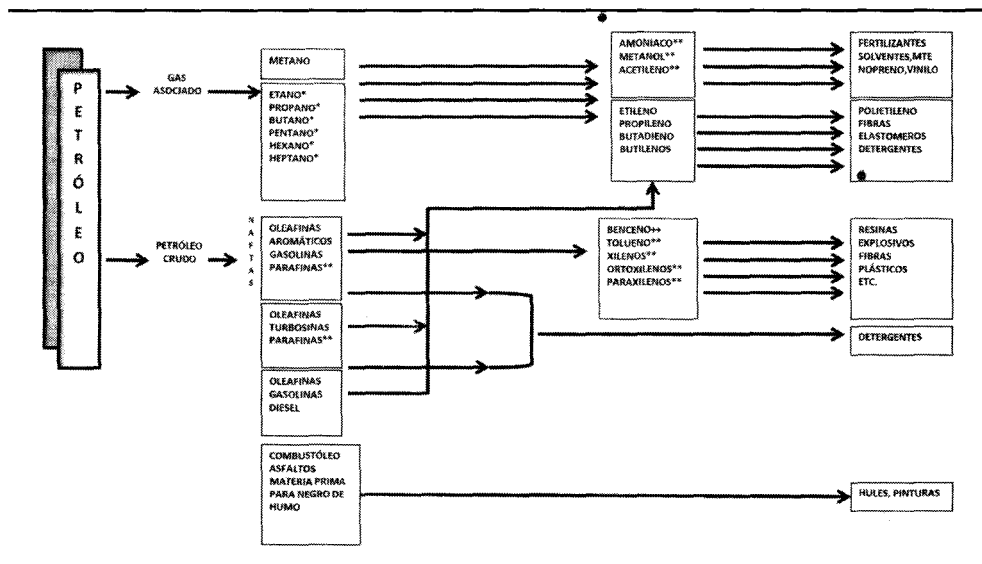 PETRÓLEO
GAS
ASOCIADO
METANO
ETANO*
PROPANO*
BUTANO*
PENTANO*
HEXANO*
HEPTANO*
AMONIACO**
METANOL**
ACETILENO**
ETILENO
PROPILENO
BUTADIENO
BUTILENOS
FERTILIZANTES
SOLVENTES,MTE
NOPRENO,VINILO
POLIETILENO
FIBRAS
ELASTOMEROS
DETERGENTES
PETRÓLEO
CRUDO
NAFTAS
OLEAFINAS
AROMÁTICOS
GASOLINAS
PARAFINAS**
OLEAFINAS
TURBOSINAS
PARAFINAS**
OLEAFINAS
GASOLINAS
DIESEL
BENCENO++
TOLUENO**
XILENOS**
ORTOXILENOS**
PARAXILENOS**
RESINAS
EXPLOSIVOS
FIBRAS
PLÁSTICOS
ETC.
DETERGENTES
COMBUSTÓLEO
ASFALTOS
MATERIA PRIMA
PARA NEGRO DE
HUMO
HULES, PINTURAS